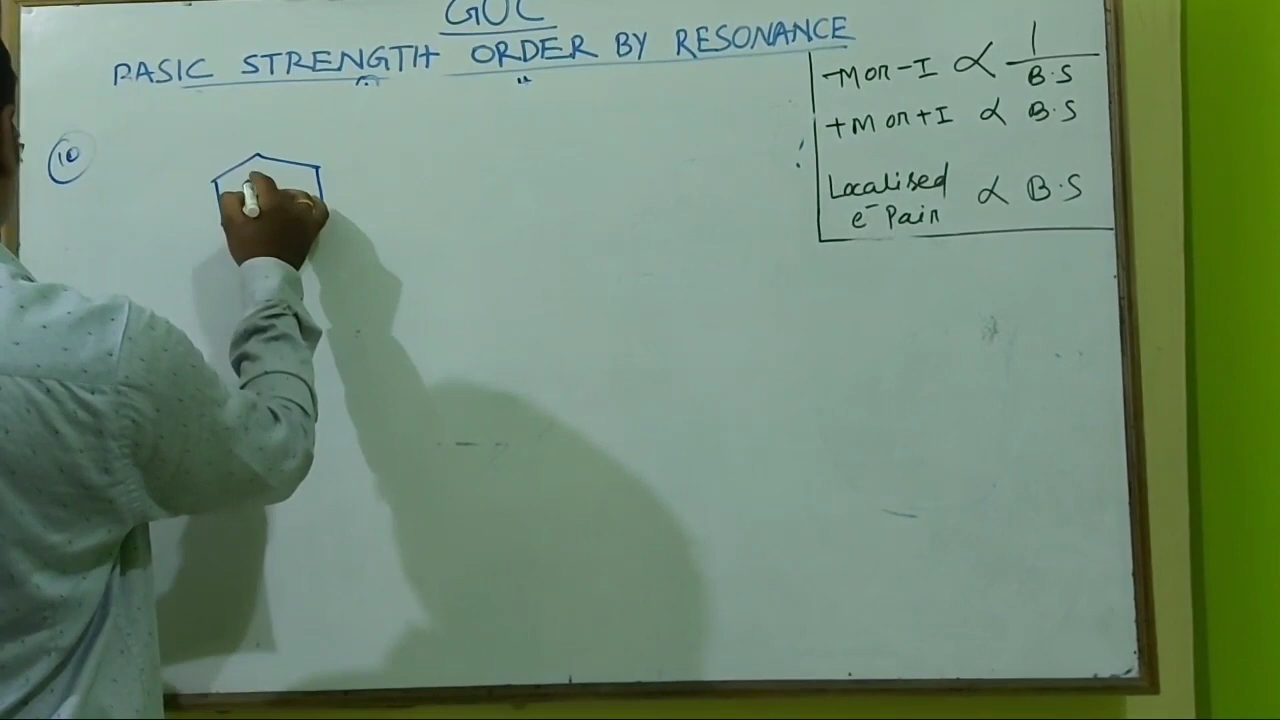 GOC
BASIC STRENGTH ORDER BY RESONANCE
-M or -I ∝ 1/B.S
+M or +I ∝ B.S
Localised e⁻ Pair ∝ B.S
10